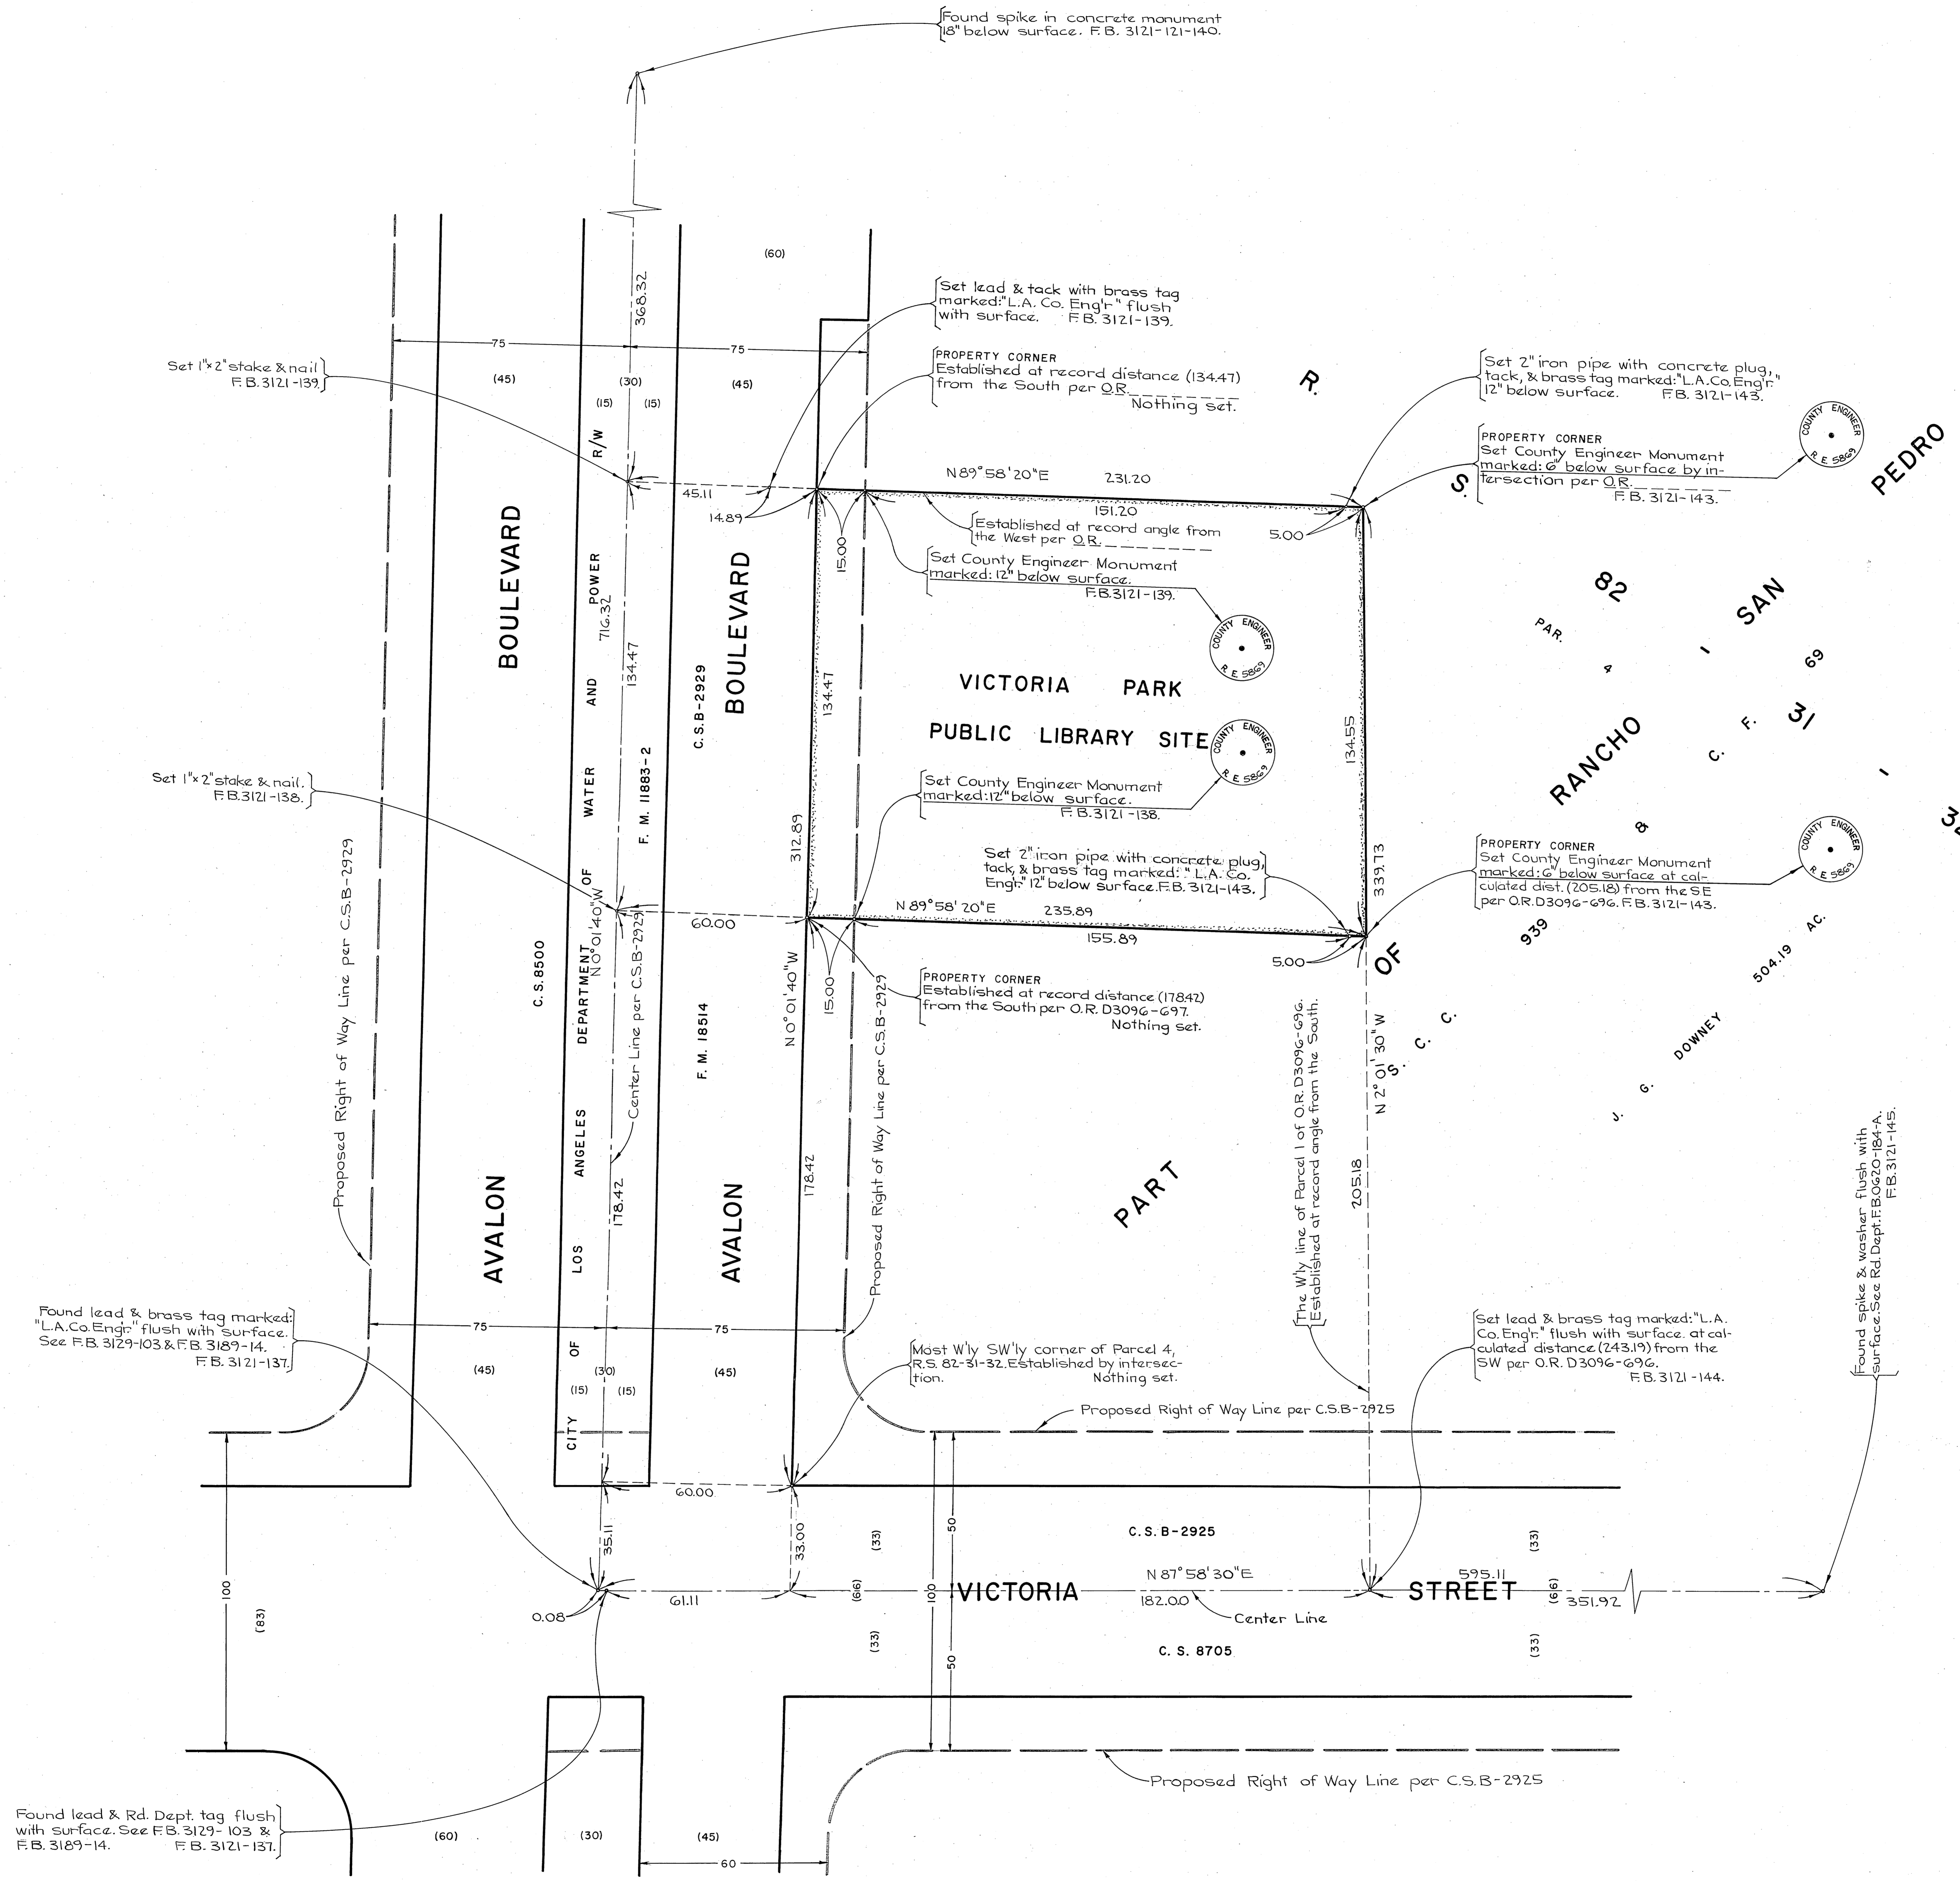 Found spike in concrete monument
18" below surface. F.B. 3121-121-140.
368.32
(60)
75
75
(45)
(30)
(45)
(15)
(15)
Set 1"x2" stake & nail
F.B. 3121-139.
Set lead & tack with brass tag
marked: "L.A. Co. Eng'r." flush
with surface. F.B. 3121-139.
PROPERTY CORNER
Established at record distance (134.47)
from the South per O.R.
Nothing set.
Set 2" iron pipe with concrete plug,
tack, & brass tag marked: "L.A. Co. Eng'r."
12" below surface. F.B. 3121-143.
PROPERTY CORNER
Set County Engineer Monument
marked: 6" below surface by in-
tersection per O.R.
F.B. 3121-143.
COUNTY ENGINEER
R.E. 5869
R.
S.
PEDRO
45.11
14.89
15.00
N 89° 58' 20" E 231.20
151.20
5.00
Established at record angle from
the West per O.R.
Set County Engineer Monument
marked: 12" below surface.
F.B. 3121-139.
COUNTY ENGINEER
R.E. 5869
BOULEVARD
R/W
POWER
AND
WATER
OF
DEPARTMENT
ANGELES
LOS
OF
CITY
716.32
134.47
F. M. 11883-2
C.S.B-2929
BOULEVARD
134.47
312.89
VICTORIA PARK
PUBLIC LIBRARY SITE
COUNTY ENGINEER
R.E. 5869
134.55
339.73
82
SAN
PAR.
4
69
RANCHO
C. F.
31
&
32
Set 1"x2" stake & nail.
F.B. 3121-138.
Set County Engineer Monument
marked: 12" below surface.
F.B. 3121-138.
Set 2" iron pipe with concrete plug,
tack, & brass tag marked: "L.A. Co.
Eng'r." 12" below surface. F.B. 3121-143.
PROPERTY CORNER
Set County Engineer Monument
marked: 6" below surface at cal-
culated dist. (205.18) from the SE
per O.R. D3096-696. F.B. 3121-143.
COUNTY ENGINEER
R.E. 5869
60.00
15.00
N 89° 58' 20" E 235.89
155.89
5.00
OF
939
504.19 AC.
S. C. C.
J. G. DOWNEY
PROPERTY CORNER
Established at record distance (178.42)
from the South per O.R. D3096-697.
Nothing set.
Proposed Right of Way Line per C.S.B-2929
C.S. 8500
N 0° 01' 40" W
Center Line per C.S.B-2929
178.42
F. M. 18514
N 0° 01' 40" W
178.42
Proposed Right of Way Line per C.S.B-2929
The W'ly line of Parcel 1 of O.R. D3096-696.
Established at record angle from the South.
N 2° 01' 30" W
205.18
PART
AVALON
AVALON
Found spike & washer flush with
surface. See Rd. Dept. F.B. 0620-184-A.
F.B. 3121-145.
Found lead & brass tag marked:
"L.A. Co. Eng'r." flush with surface.
See F.B. 3129-103 & F.B. 3189-14.
F.B. 3121-137.
75
75
(45)
(30)
(45)
(15)
(15)
Most W'ly SW'ly corner of Parcel 4,
R.S. 82-31-32. Established by intersec-
tion. Nothing set.
Set lead & brass tag marked: "L.A.
Co. Eng'r." flush with surface. at cal-
culated distance (243.19) from the
SW per O.R. D3096-696.
F.B. 3121-144.
Proposed Right of Way Line per C.S.B-2925
60.00
35.11
33.00
(33)
50
C.S. B-2925
(33)
100
(83)
0.08
61.11
(66)
100
VICTORIA
N 87° 58' 30" E
182.00
Center Line
STREET
595.11
(66)
351.92
(33)
50
C. S. 8705
(33)
Proposed Right of Way Line per C.S.B-2925
Found lead & Rd. Dept. tag flush
with surface. See F.B. 3129-103 &
F.B. 3189-14. F.B. 3121-137.
(60)
(30)
(45)
60